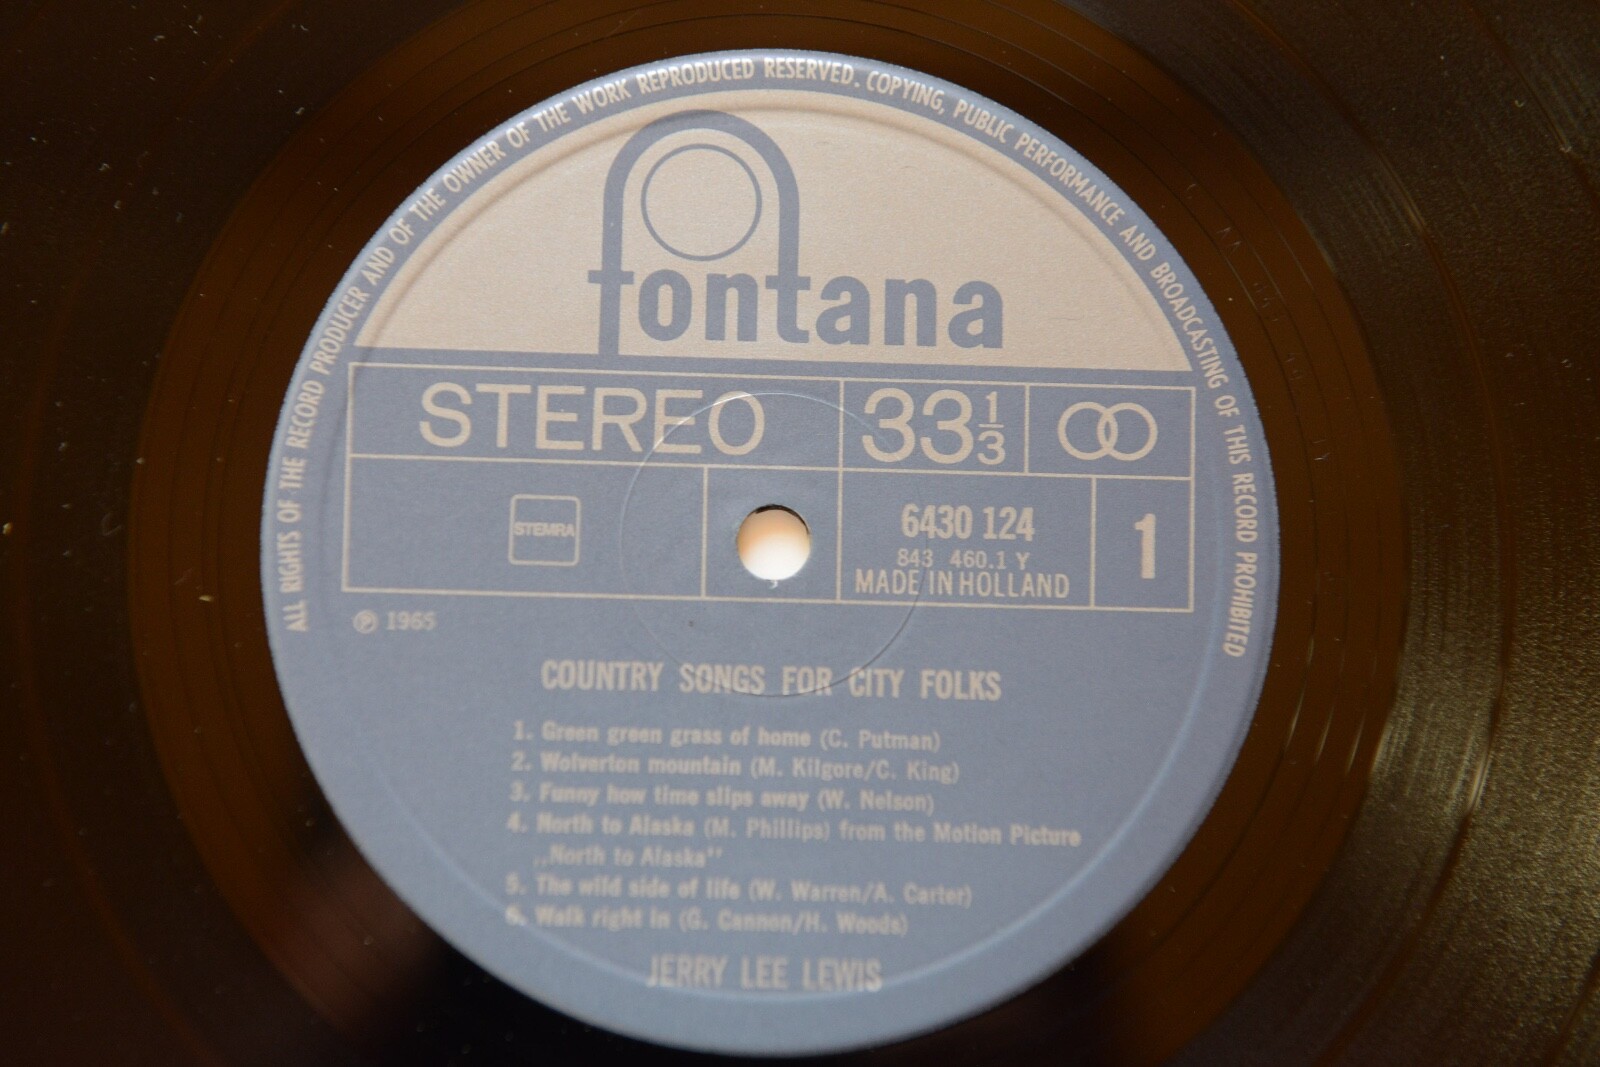 ALL RIGHTS OF THE RECORD PRODUCER AND OF THE OWNER OF THE WORK REPRODUCED RESERVED. COPYING, PUBLIC PERFORMANCE AND BROADCASTING OF THIS RECORD PROHIBITED
fontana
STEREO 33 1/3
STEMRA
6430 124 1
843 460.1 Y
MADE IN HOLLAND
℗ 1965
COUNTRY SONGS FOR CITY FOLKS
1. Green green grass of home (C. Putman)
2. Wolverton mountain (M. Kilgore/C. King)
3. Funny how time slips away (W. Nelson)
4. North to Alaska (M. Phillips) from the Motion Picture
„North to Alaska”
5. The wild side of life (W. Warren/A. Carter)
6. Walk right in (G. Cannon/H. Woods)
JERRY LEE LEWIS